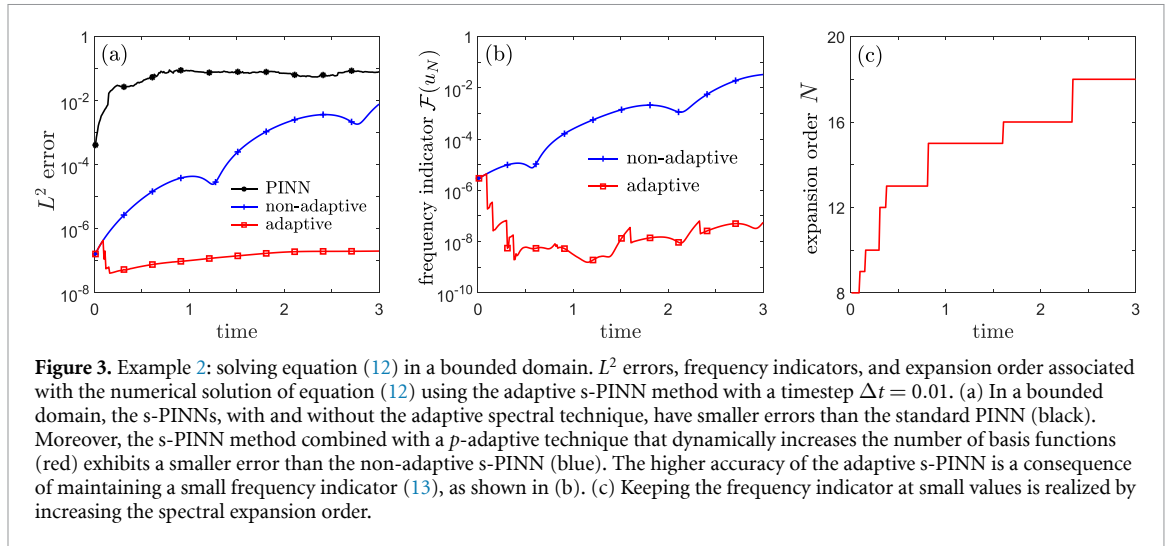 (a)
1
10^-2
10^-4
10^-6
10^-8
L^2 error
PINN
non-adaptive
adaptive
0
1
2
3
time
(b)
1
10^-2
10^-4
10^-6
10^-8
10^-10
frequency indicator F(u_N)
non-adaptive
adaptive
0
1
2
3
time
(c)
20
16
12
8
expansion order N
0
1
2
3
time
Figure 3. Example 2: solving equation (12) in a bounded domain. L^2 errors, frequency indicators, and expansion order associated
with the numerical solution of equation (12) using the adaptive s-PINN method with a timestep Δt = 0.01. (a) In a bounded
domain, the s-PINNs, with and without the adaptive spectral technique, have smaller errors than the standard PINN (black).
Moreover, the s-PINN method combined with a p-adaptive technique that dynamically increases the number of basis functions
(red) exhibits a smaller error than the non-adaptive s-PINN (blue). The higher accuracy of the adaptive s-PINN is a consequence
of maintaining a small frequency indicator (13), as shown in (b). (c) Keeping the frequency indicator at small values is realized by
increasing the spectral expansion order.